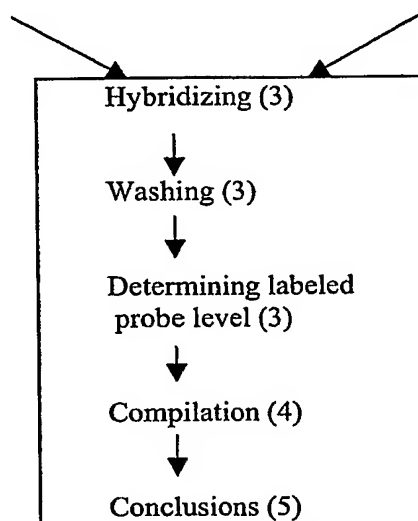 Hybridizing (3)
Washing (3)
Determining labeled
probe level (3)
Compilation (4)
Conclusions (5)